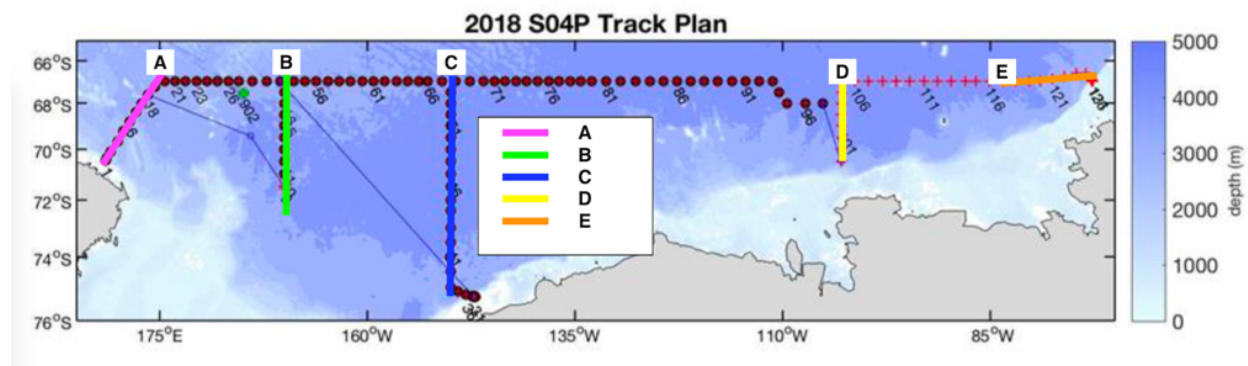 2018 S04P Track Plan
A B C D E
66°S
68°S
70°S
72°S
74°S
76°S
21 23 26 902 56 61 66 71 76 81 86 91 96 106 111 116 121
18
1
A
B
C
D
E
175°E 160°W 135°W 110°W 85°W
5000
4000
3000
2000
1000
0
depth (m)